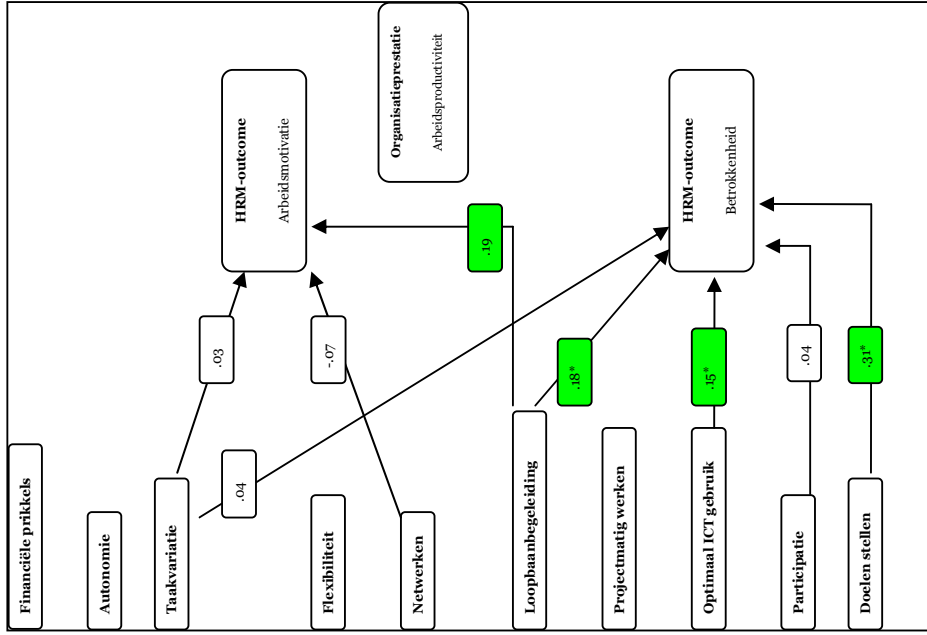 Financiële prikkels
Autonomie
Taakvariatie
Flexibiliteit
Netwerken
Loopbaanbegeleiding
Projectmatig werken
Optimaal ICT gebruik
Participatie
Doelen stellen
.03
.04
-.07
.19
.18*
.15*
.04
.31*
HRM-outcome
Arbeidsmotivatie
Organisatieprestatie
Arbeidsproductiviteit
HRM-outcome
Betrokkenheid